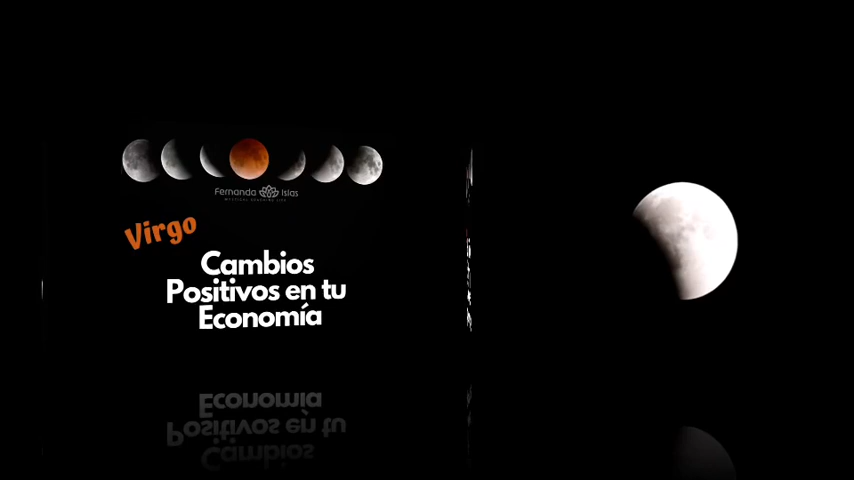 Fernanda Islas
Virgo
Cambios
Positivos en tu
Economía